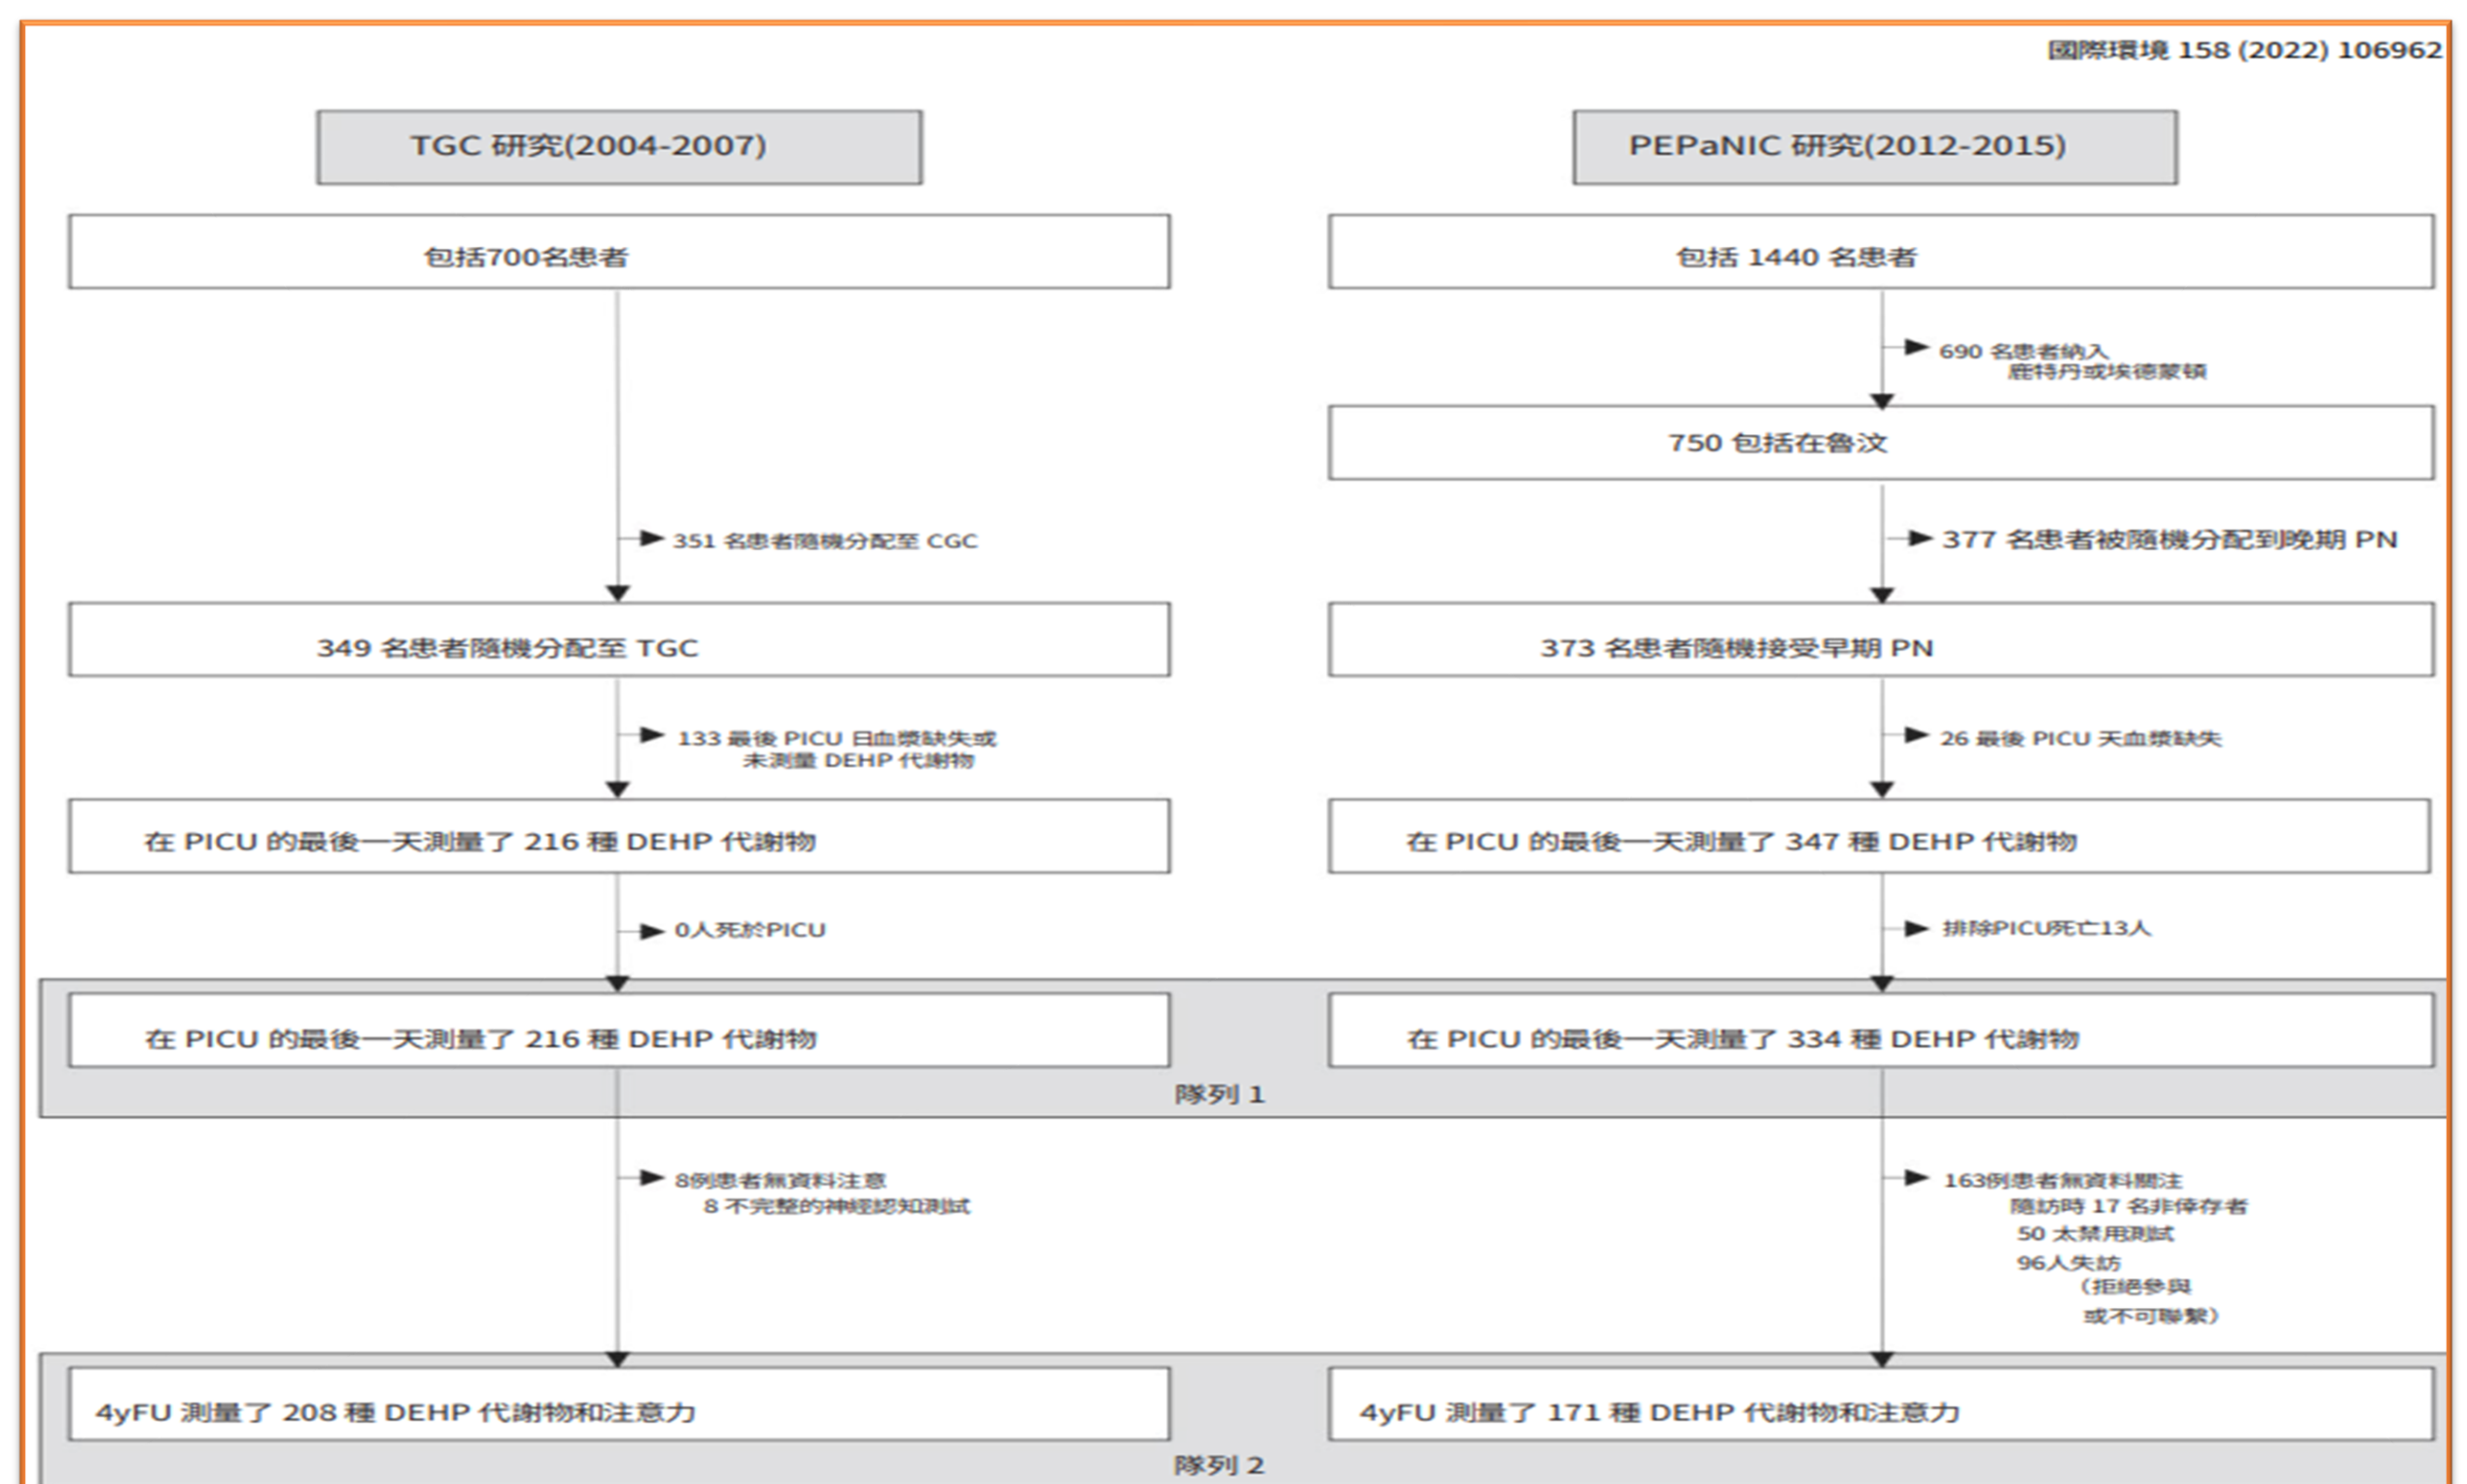 國際環境 158 (2022) 106962
TGC 研究(2004-2007)
PEPaNIC 研究(2012-2015)
包括700名患者
包括 1440 名患者
690 名患者納入
鹿特丹或埃德蒙頓
750 包括在魯汶
351 名患者隨機分配至 CGC
377 名患者被隨機分配到晚期 PN
349 名患者隨機分配至 TGC
373 名患者隨機接受早期 PN
133 最後 PICU 日血漿缺失或
未測量 DEHP 代謝物
26 最後 PICU 天血漿缺失
在 PICU 的最後一天測量了 216 種 DEHP 代謝物
在 PICU 的最後一天測量了 347 種 DEHP 代謝物
0人死於PICU
排除PICU死亡13人
在 PICU 的最後一天測量了 216 種 DEHP 代謝物
在 PICU 的最後一天測量了 334 種 DEHP 代謝物
隊列 1
8例患者無資料注意
8 不完整的神經認知測試
163例患者無資料關注
隨訪時 17 名非倖存者
50 太禁用測試
96人失訪
（拒絕參與
或不可聯繫）
4yFU 測量了 208 種 DEHP 代謝物和注意力
4yFU 測量了 171 種 DEHP 代謝物和注意力
隊列 2